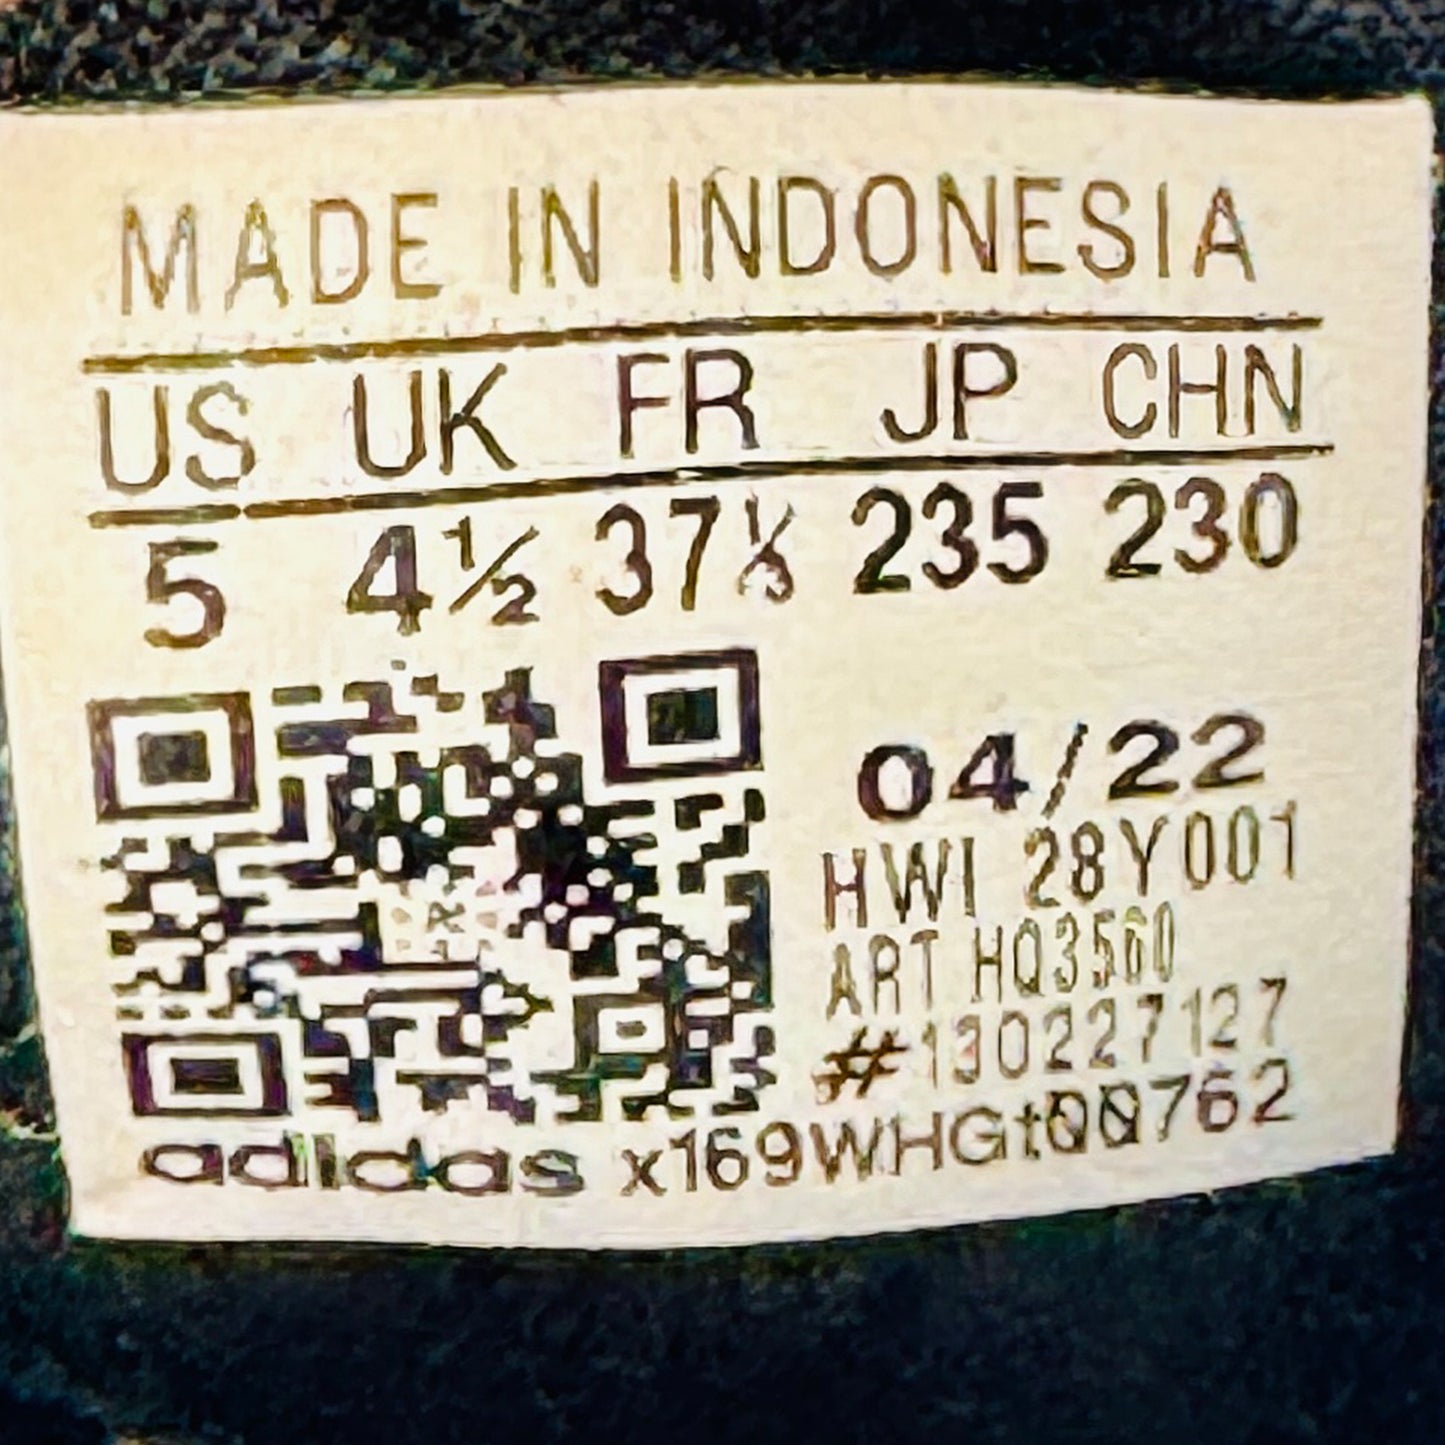 MADE IN INDONESIA
US UK FR JP CHN
5 4½ 37⅓ 235 230
04/22
HWI 28Y001
ART HQ3560
#130227127
adidas x169WHGt00762